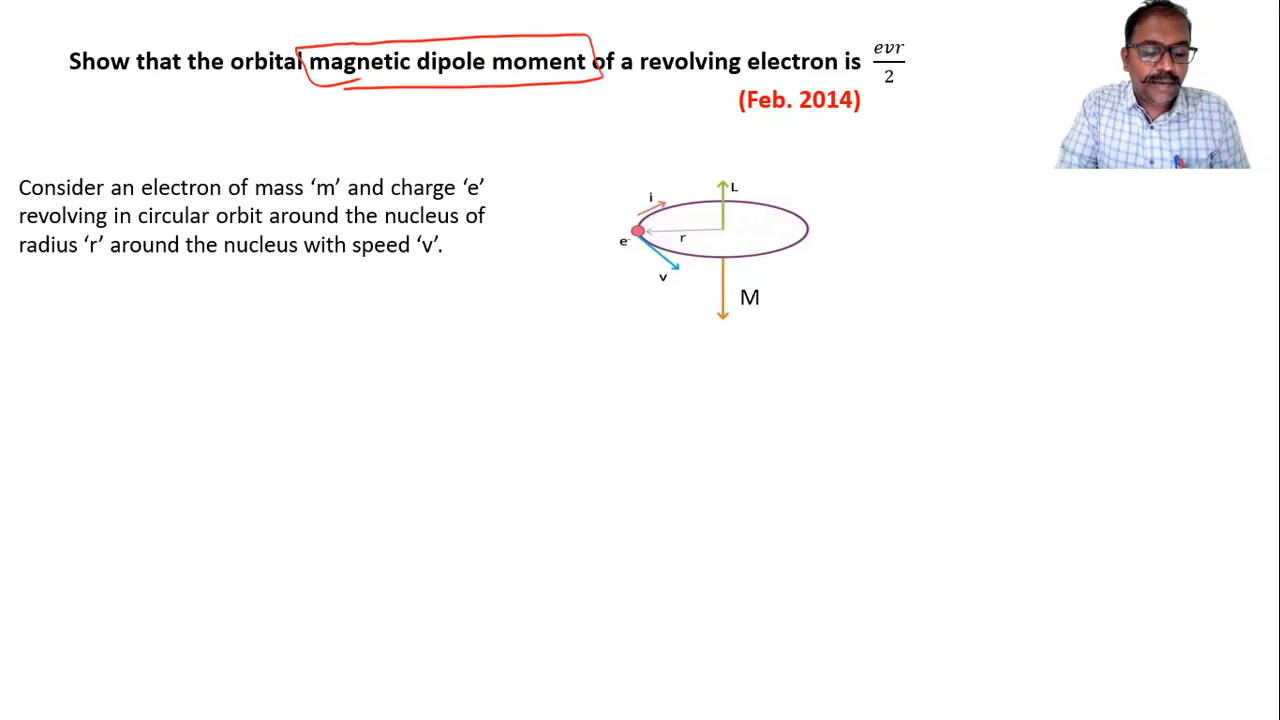 Show that the orbital magnetic dipole moment of a revolving electron is evr/2
(Feb. 2014)
Consider an electron of mass ‘m’ and charge ‘e’
revolving in circular orbit around the nucleus of
radius ‘r’ around the nucleus with speed ‘v’.
L
i
r
e-
v
M